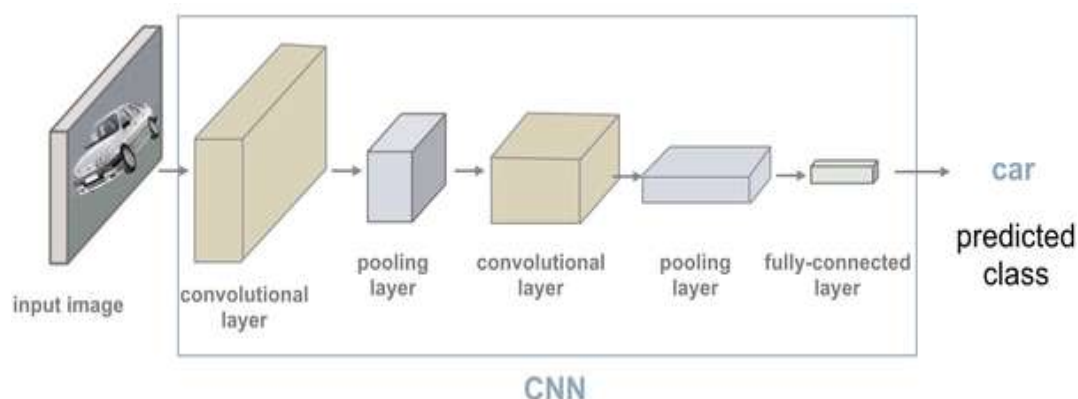 input image
convolutional
layer
pooling
layer
convolutional
layer
pooling
layer
fully-connected
layer
car
predicted
class
CNN